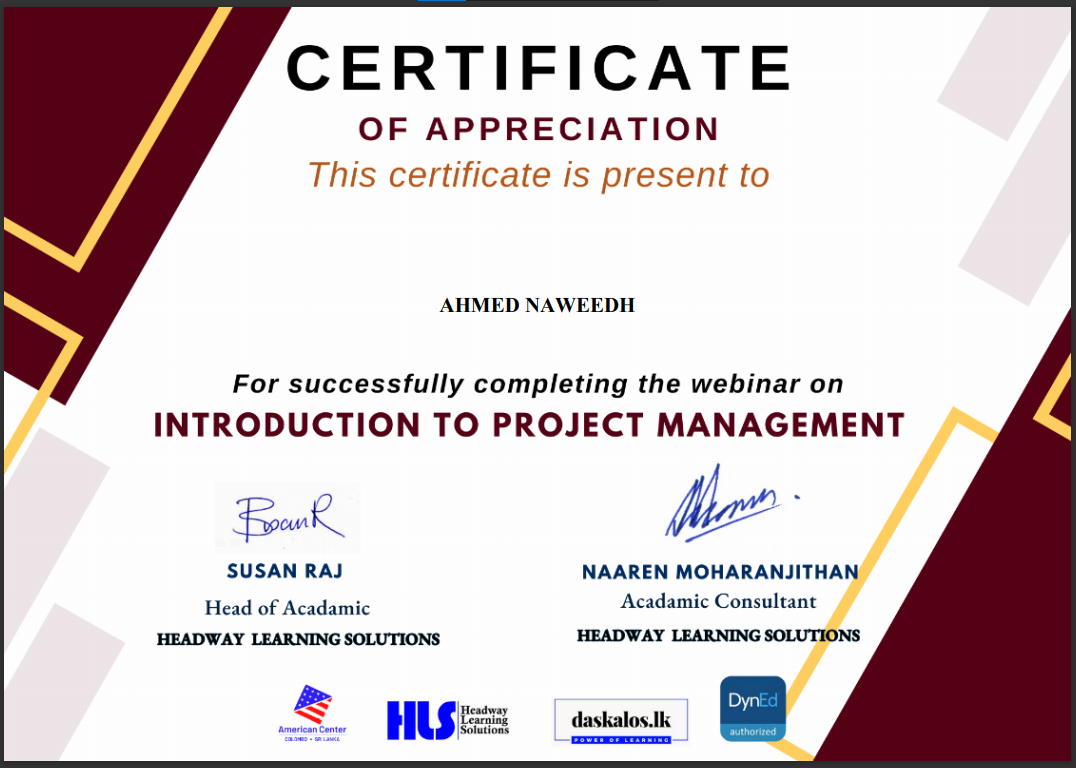 CERTIFICATE
OF APPRECIATION
This certificate is present to
AHMED NAWEEDH
For successfully completing the webinar on
INTRODUCTION TO PROJECT MANAGEMENT
SUSAN RAJ
Head of Acadamic
HEADWAY LEARNING SOLUTIONS
NAAREN MOHARANJITHAN
Acadamic Consultant
HEADWAY LEARNING SOLUTIONS
American Center
COLOMBO • SRI LANKA
HLS
Headway
Learning
Solutions
daskalos.lk
POWER OF LEARNING
DynEd
authorized